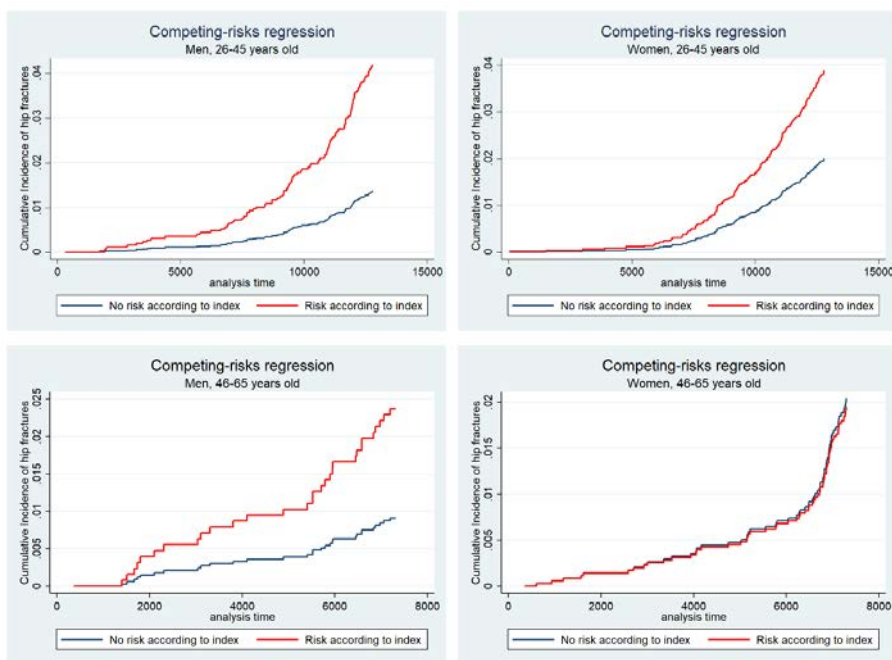 Competing-risks regression
Men, 26-45 years old
Cumulative Incidence of hip fractures
.04
.03
.02
.01
0
0 5000 10000 15000
analysis time
No risk according to index Risk according to index
Competing-risks regression
Women, 26-45 years old
Cumulative Incidence of hip fractures
.04
.03
.02
.01
0
0 5000 10000 15000
analysis time
No risk according to index Risk according to index
Competing-risks regression
Men, 46-65 years old
Cumulative Incidence of hip fractures
.025
.02
.015
.01
.005
0
0 2000 4000 6000 8000
analysis time
No risk according to index Risk according to index
Competing-risks regression
Women, 46-65 years old
Cumulative Incidence of hip fractures
.02
.015
.01
.005
0
0 2000 4000 6000 8000
analysis time
No risk according to index Risk according to index